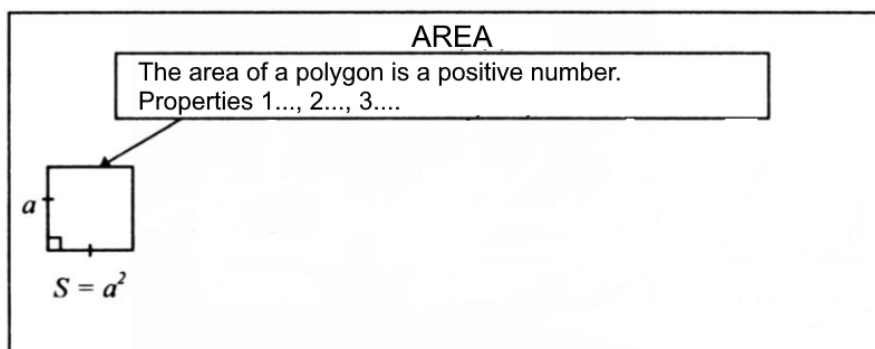 AREA
The area of a polygon is a positive number.
Properties 1..., 2..., 3....
a
S = a²